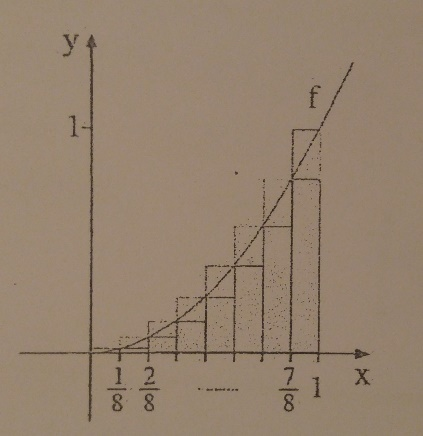 y
f
1
1/8 2/8 ...... 7/8 1 x